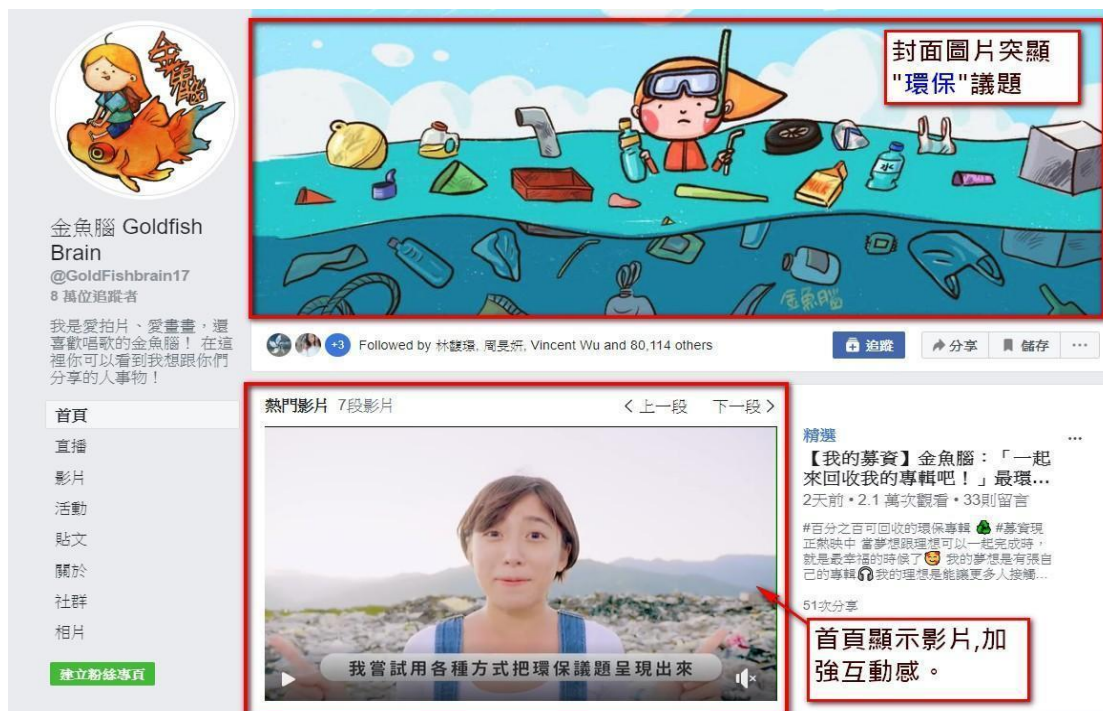 金魚腦
封面圖片突顯
"環保"議題
水
MILK
金魚腦
金魚腦 Goldfish
Brain
@GoldFishbrain17
8 萬位追蹤者
我是愛拍片、愛畫畫，還
喜歡唱歌的金魚腦！ 在這
裡你可以看到我想跟你們
分享的人事物！
首頁
直播
影片
活動
貼文
關於
社群
相片
建立粉絲專頁
+3 Followed by 林馥璟, 周旻妍, Vincent Wu and 80,114 others
追蹤 分享 儲存 ...
熱門影片 7段影片 上一段 下一段
我嘗試用各種方式把環保議題呈現出來
精選 ...
【我的募資】金魚腦：「一起
來回收我的專輯吧！」最環...
2天前 • 2.1 萬次觀看 • 33則留言
#百分之百可回收的環保專輯 #募資現
正熱映中 當夢想跟理想可以一起完成時，
就是最幸福的時候了 我的夢想是有張自
己的專輯 我的理想是能讓更多人接觸...
51次分享
首頁顯示影片,加
強互動感。